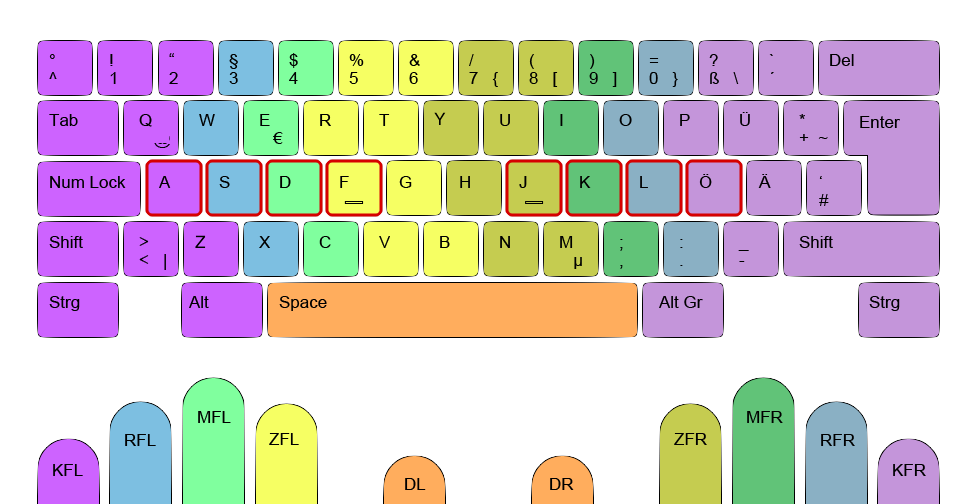 ° ! “ § $ % & / ( ) = ? ` Del
^ 1 2 3 4 5 6 7 { 8 [ 9 ] 0 } ß \ ´
Tab Q W E R T Y U I O P Ü * Enter
€ + ~
Num Lock A S D F G H J K L Ö Ä ‘
#
Shift > Z X C V B N M ; : _ Shift
< | µ , . -
Strg Alt Space Alt Gr Strg
MFL MFR
RFL ZFL ZFR RFR
KFL KFR
DL DR